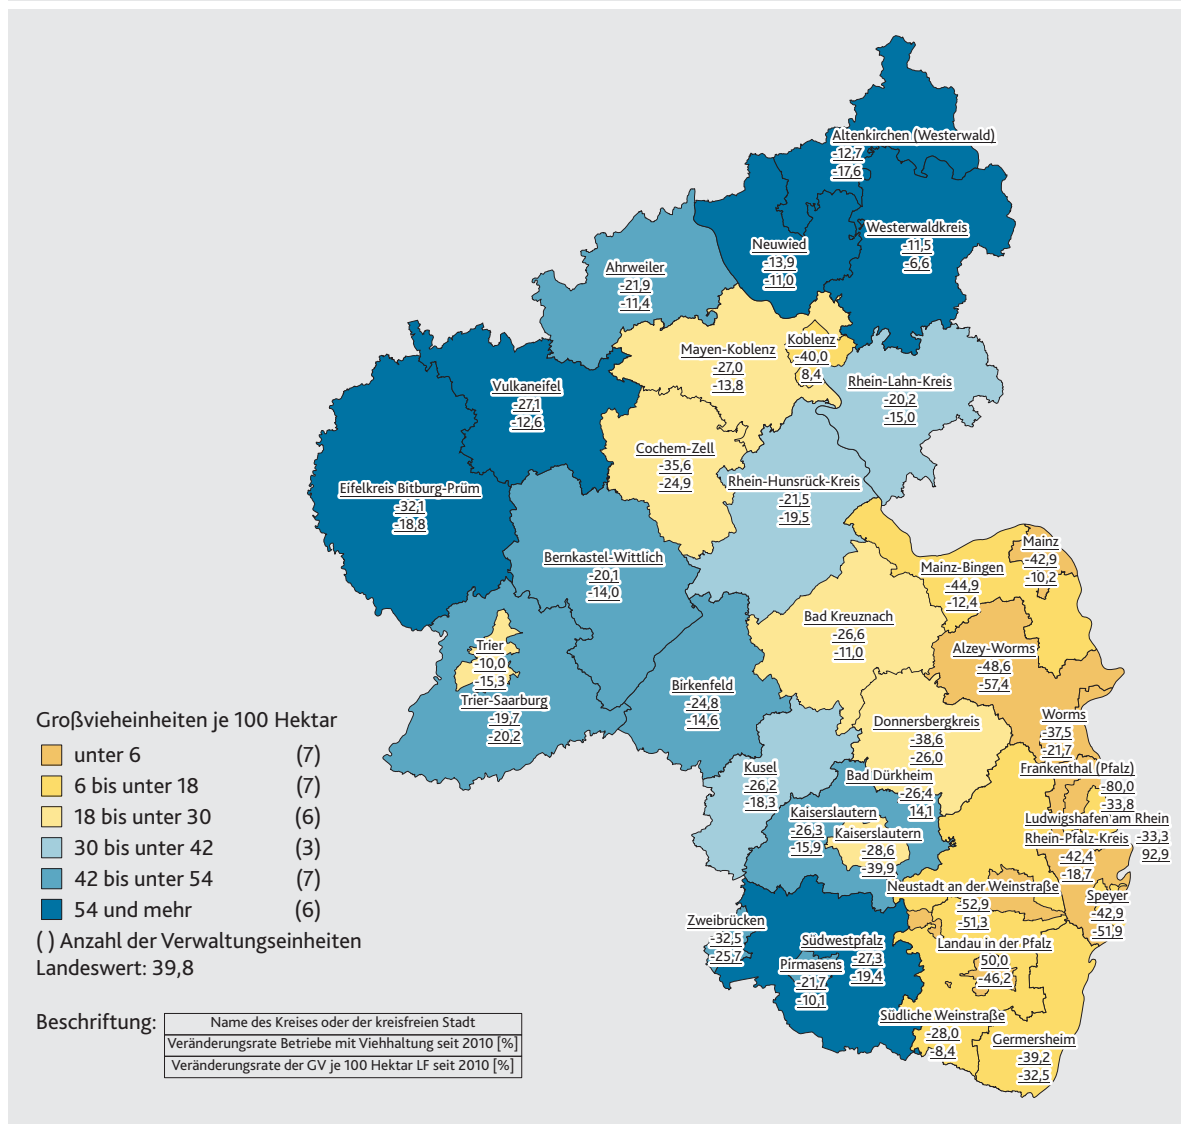 Altenkirchen (Westerwald)
-12,7
-17,6
Westerwaldkreis
-11,5
-6,6
Neuwied
-13,9
-11,0
Ahrweiler
-21,9
-11,4
Koblenz
-40,0
8,4
Mayen-Koblenz
-27,0
-13,8
Rhein-Lahn-Kreis
-20,2
-15,0
Vulkaneifel
-27,1
-12,6
Cochem-Zell
-35,6
-24,9
Rhein-Hunsrück-Kreis
-21,5
-19,5
Eifelkreis Bitburg-Prüm
-32,1
-18,8
Mainz
-42,9
-10,2
Bernkastel-Wittlich
-20,1
-14,0
Mainz-Bingen
-44,9
-12,4
Bad Kreuznach
-26,6
-11,0
Trier
-10,0
-15,3
Alzey-Worms
-48,6
-57,4
Birkenfeld
-24,8
-14,6
Trier-Saarburg
-19,7
-20,2
Worms
-37,5
-21,7
Donnersbergkreis
-38,6
-26,0
Kusel
-26,2
-18,3
Frankenthal (Pfalz)
-80,0
-33,8
Bad Dürkheim
-26,4
14,1
Kaiserslautern
-26,3
-15,9
Kaiserslautern
-28,6
-39,9
Ludwigshafen am Rhein
-33,3
92,9
Rhein-Pfalz-Kreis
-42,4
-18,7
Neustadt an der Weinstraße
-52,9
-51,3
Speyer
-42,9
-51,9
Zweibrücken
-32,5
-25,7
Südwestpfalz
-27,3
-19,4
Landau in der Pfalz
50,0
-46,2
Pirmasens
-21,7
-10,1
Südliche Weinstraße
-28,0
-8,4
Germersheim
-39,2
-32,5
Großvieheinheiten je 100 Hektar
unter 6 (7)
6 bis unter 18 (7)
18 bis unter 30 (6)
30 bis unter 42 (3)
42 bis unter 54 (7)
54 und mehr (6)
( ) Anzahl der Verwaltungseinheiten
Landeswert: 39,8
Beschriftung:
Name des Kreises oder der kreisfreien Stadt
Veränderungsrate Betriebe mit Viehhaltung seit 2010 [%]
Veränderungsrate der GV je 100 Hektar LF seit 2010 [%]